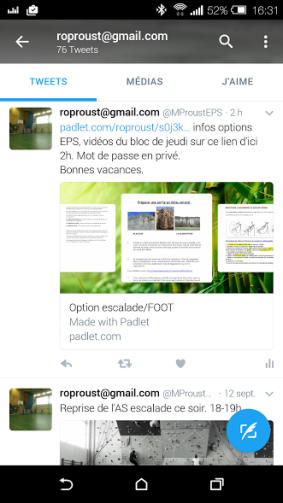 52% 16:31
roproust@gmail.com
76 Tweets
TWEETS MÉDIAS J'AIME
roproust@gmail.com @MProustEPS · 2 h
padlet.com/roproust/s0j3k... infos options
EPS, vidéos du bloc de jeudi sur ce lien d'ici
2h. Mot de passe en privé.
Bonnes vacances.
Option escalade/FOOT
Made with Padlet
padlet.com
roproust@gmail.com @MProust... · 12 sept.
Reprise de l'AS escalade ce soir. 18-19h